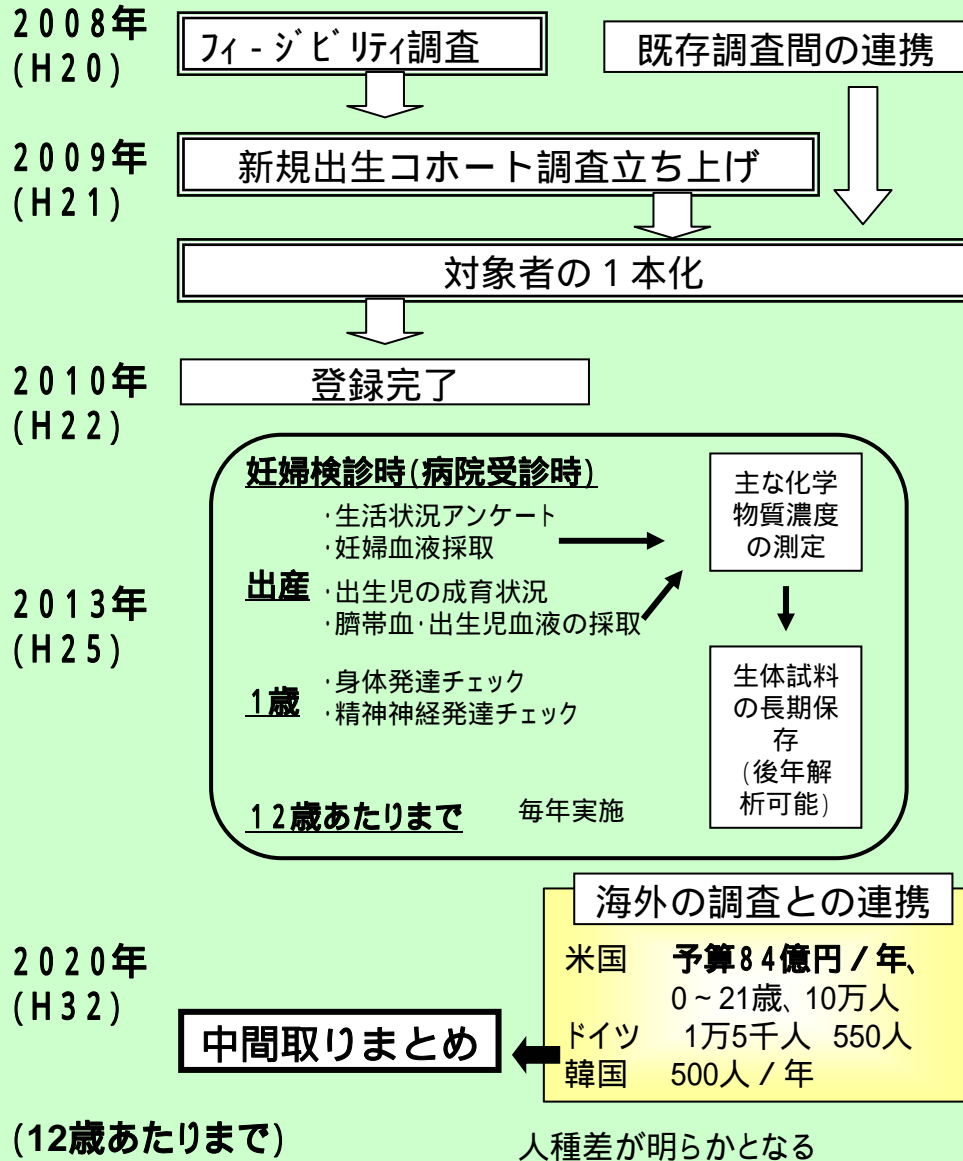 2008年
(H20)
フィ-ジビリティ調査
既存調査間の連携
2009年
(H21)
新規出生コホート調査立ち上げ
対象者の1本化
2010年
(H22)
登録完了
妊婦検診時(病院受診時)
・生活状況アンケート
・妊婦血液採取
出産
・出生児の成育状況
・臍帯血・出生児血液の採取
主な化学
物質濃度
の測定
2013年
(H25)
1歳
・身体発達チェック
・精神神経発達チェック
生体試料
の長期保
存
(後年解
析可能)
12歳あたりまで 毎年実施
海外の調査との連携
米国 予算84億円/年、
0~21歳、10万人
ドイツ 1万5千人 550人
韓国 500人/年
2020年
(H32)
中間取りまとめ
(12歳あたりまで)
人種差が明らかとなる